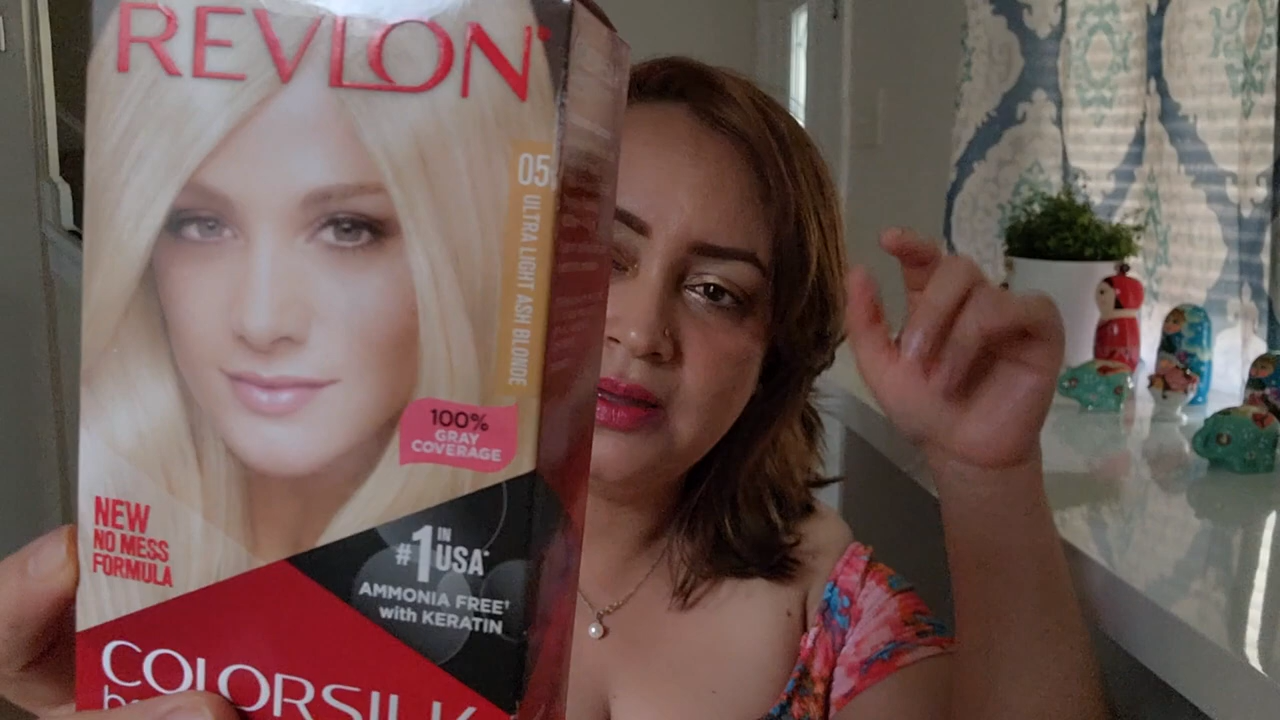 REVLON
05
ULTRA LIGHT ASH BLONDE
100%
GRAY
COVERAGE
NEW
NO MESS
FORMULA
#1 IN USA*
AMMONIA FREE†
with KERATIN
COLORSILK